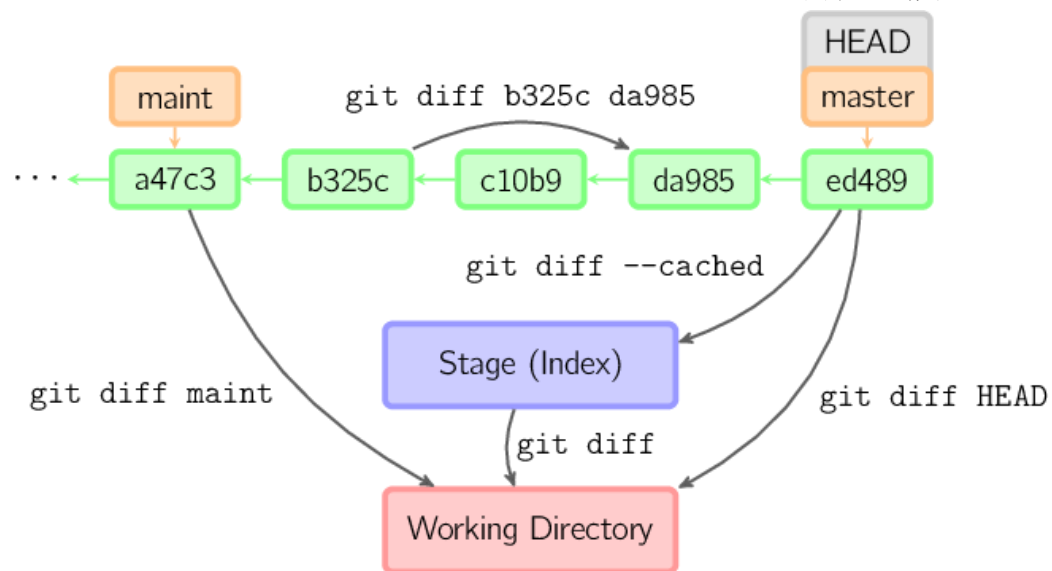 HEAD
maint
git diff b325c da985
master
...
a47c3
b325c
c10b9
da985
ed489
git diff --cached
Stage (Index)
git diff maint
git diff HEAD
git diff
Working Directory